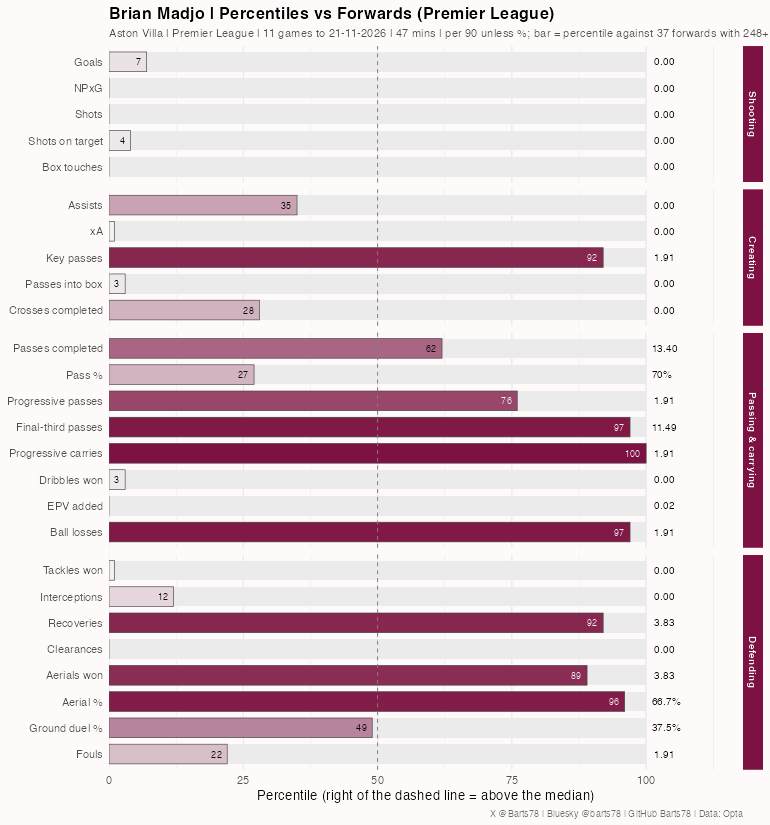 Brian Madjo | Percentiles vs Forwards (Premier League)
Aston Villa | Premier League | 11 games to 21-11-2026 | 47 mins | per 90 unless %; bar = percentile against 37 forwards with 248+
Goals 7 0.00
NPxG 0.00
Shots 0.00
Shots on target 4 0.00
Box touches 0.00
Shooting
Assists 35 0.00
xA 0.00
Key passes 92 1.91
Passes into box 3 0.00
Crosses completed 28 0.00
Creating
Passes completed 62 13.40
Pass % 27 70%
Progressive passes 76 1.91
Final-third passes 97 11.49
Progressive carries 100 1.91
Dribbles won 3 0.00
EPV added 0.02
Ball losses 97 1.91
Passing & carrying
Tackles won 0.00
Interceptions 12 0.00
Recoveries 92 3.83
Clearances 0.00
Aerials won 89 3.83
Aerial % 96 66.7%
Ground duel % 49 37.5%
Fouls 22 1.91
Defending
0 25 50 75 100
Percentile (right of the dashed line = above the median)
X @Barts78 | Bluesky @barts78 | GitHub Barts78 | Data: Opta